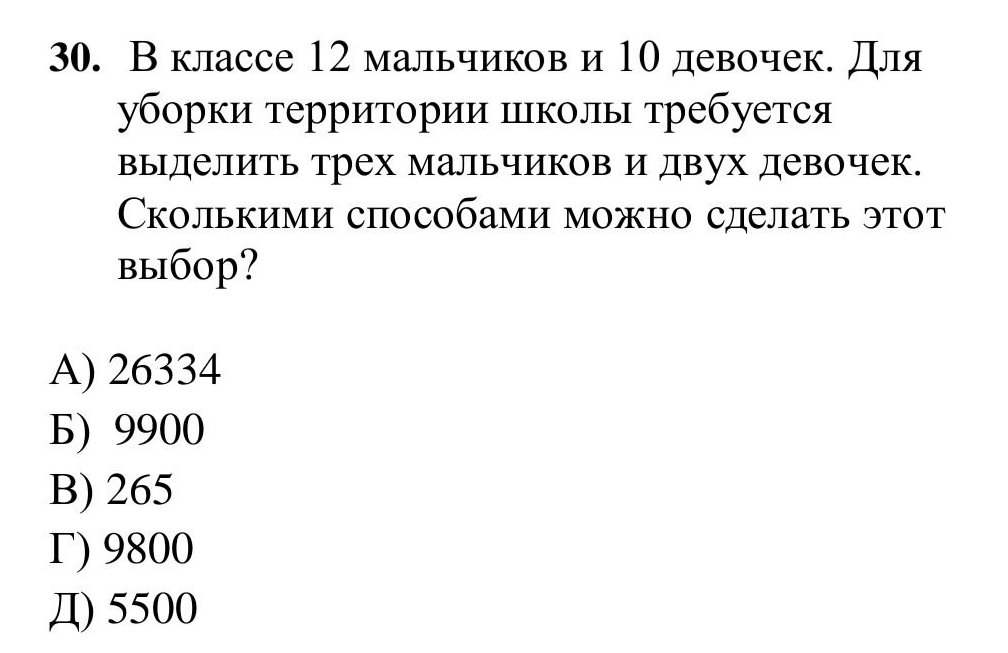 30. В классе 12 мальчиков и 10 девочек. Для
уборки территории школы требуется
выделить трех мальчиков и двух девочек.
Сколькими способами можно сделать этот
выбор?
А) 26334
Б) 9900
В) 265
Г) 9800
Д) 5500